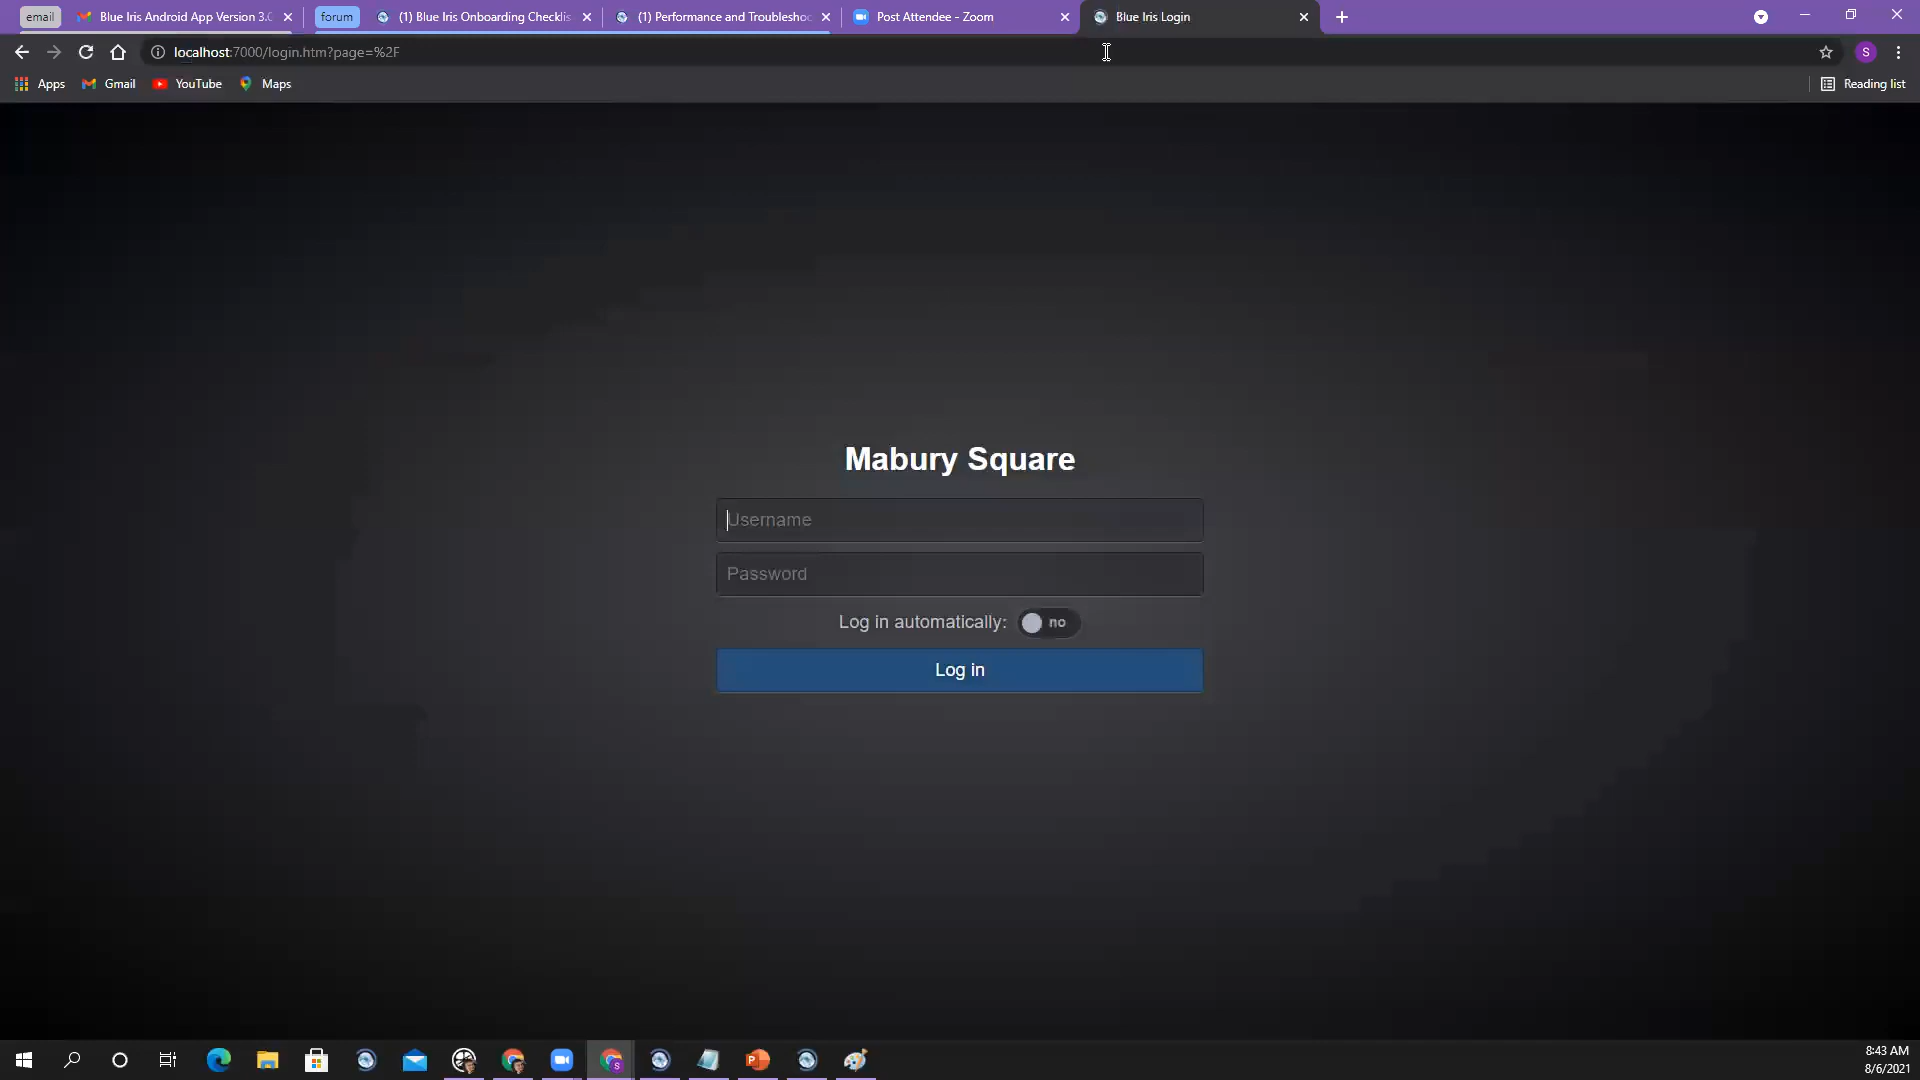 email
Blue Iris Android App Version 3.0
forum
(1) Blue Iris Onboarding Checklis
(1) Performance and Troubleshoo
Post Attendee - Zoom
Blue Iris Login
localhost:7000/login.htm?page=%2F
S
Apps
Gmail
YouTube
Maps
Reading list
Mabury Square
Username
Password
Log in automatically:
no
Log in
8:43 AM
8/6/2021